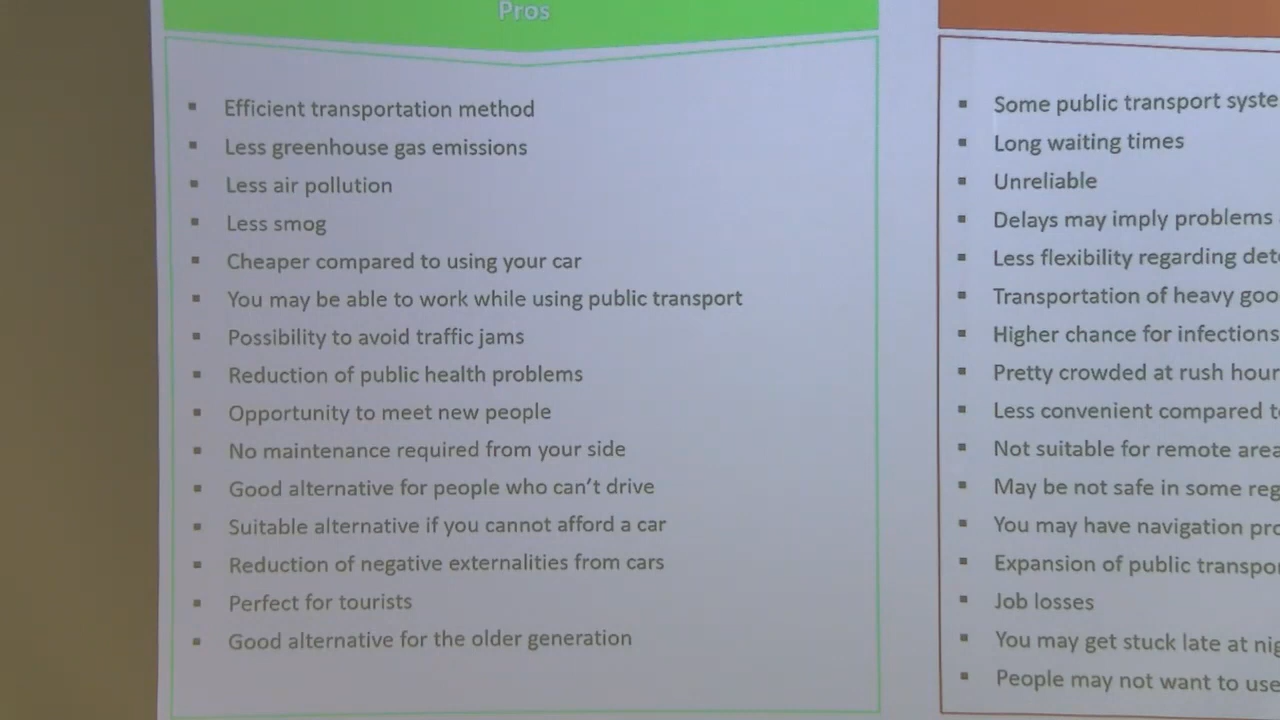 Pros
Efficient transportation method
Less greenhouse gas emissions
Less air pollution
Less smog
Cheaper compared to using your car
You may be able to work while using public transport
Possibility to avoid traffic jams
Reduction of public health problems
Opportunity to meet new people
No maintenance required from your side
Good alternative for people who can't drive
Suitable alternative if you cannot afford a car
Reduction of negative externalities from cars
Perfect for tourists
Good alternative for the older generation
Some public transport
Long waiting times
Unreliable
Delays may imply problems
Less flexibility regarding
Transportation of heavy
Higher chance for infections
Pretty crowded at rush hour
Less convenient compared
Not suitable for remote
May be not safe in some
You may have navigation
Expansion of public
Job losses
You may get stuck late at
People may not want to use